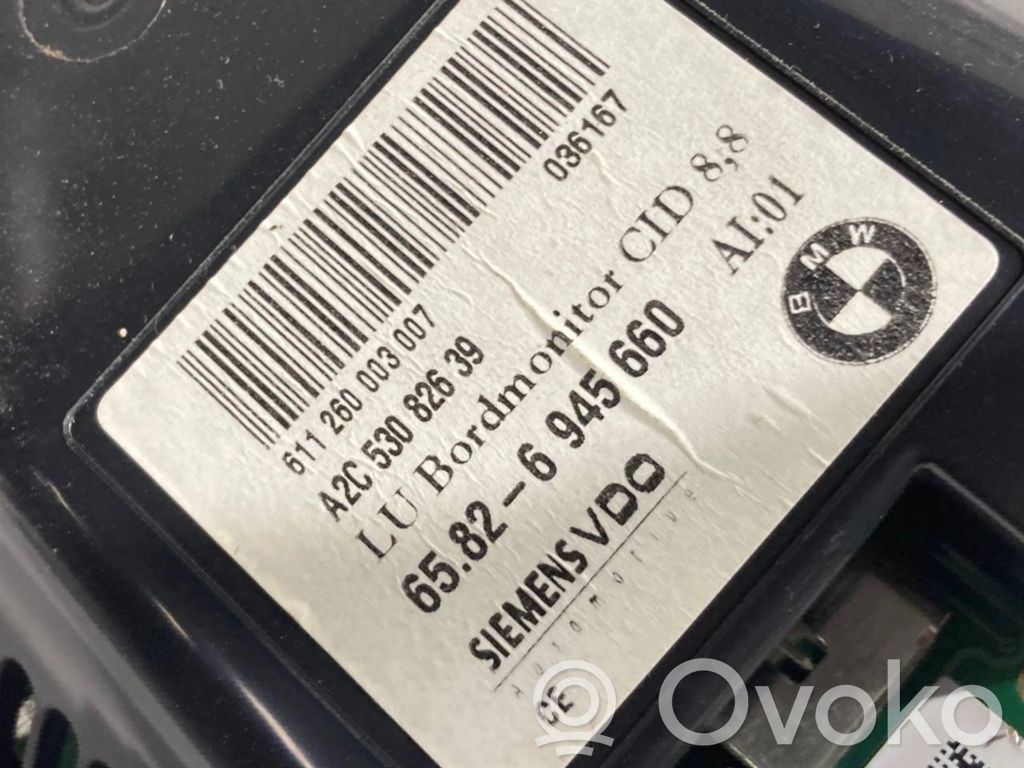 036167
611 260 003 007
A2C 530 826 39
LU Bordmonitor CID 8,8
65.82-6 945 660
AI:01
BMW
SIEMENS VDO
Automotive
CE
Ovoko